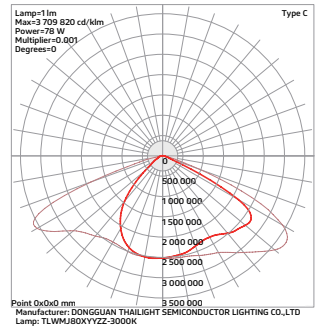 Lamp=1 lm
Type C
Max=3 709 820 cd/klm
Power=78 W
Multiplier=0.001
Degrees=0
0
500 000
1 000 000
1 500 000
2 000 000
2 500 000
3 000 000
3 500 000
Point 0x0x0 mm
Manufacturer: DONGGUAN THAILIGHT SEMICONDUCTOR LIGHTING CO.,LTD
Lamp: TLWMJ80XYYZZ-3000K